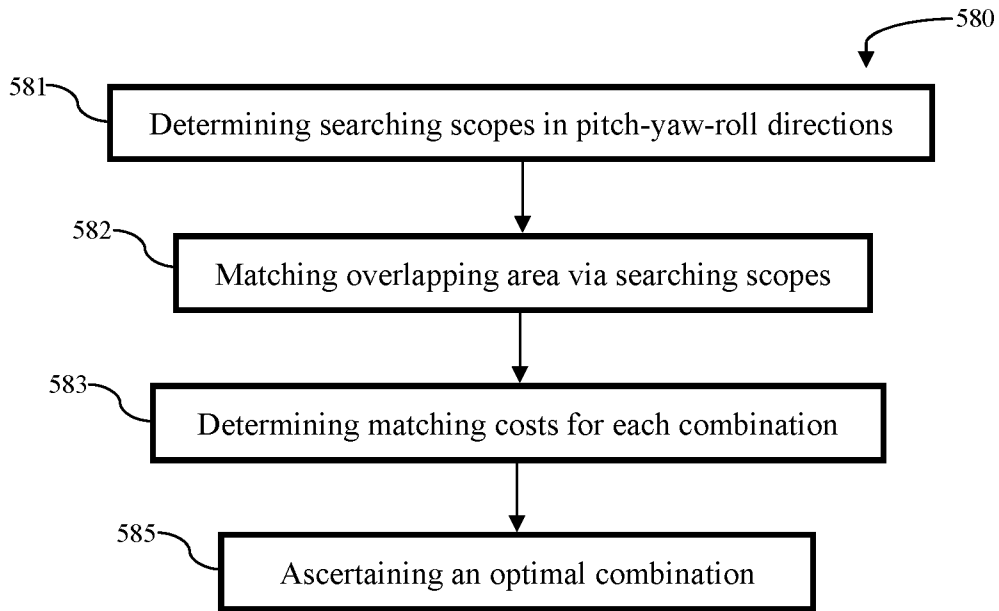 580
581
Determining searching scopes in pitch-yaw-roll directions
582
Matching overlapping area via searching scopes
583
Determining matching costs for each combination
585
Ascertaining an optimal combination